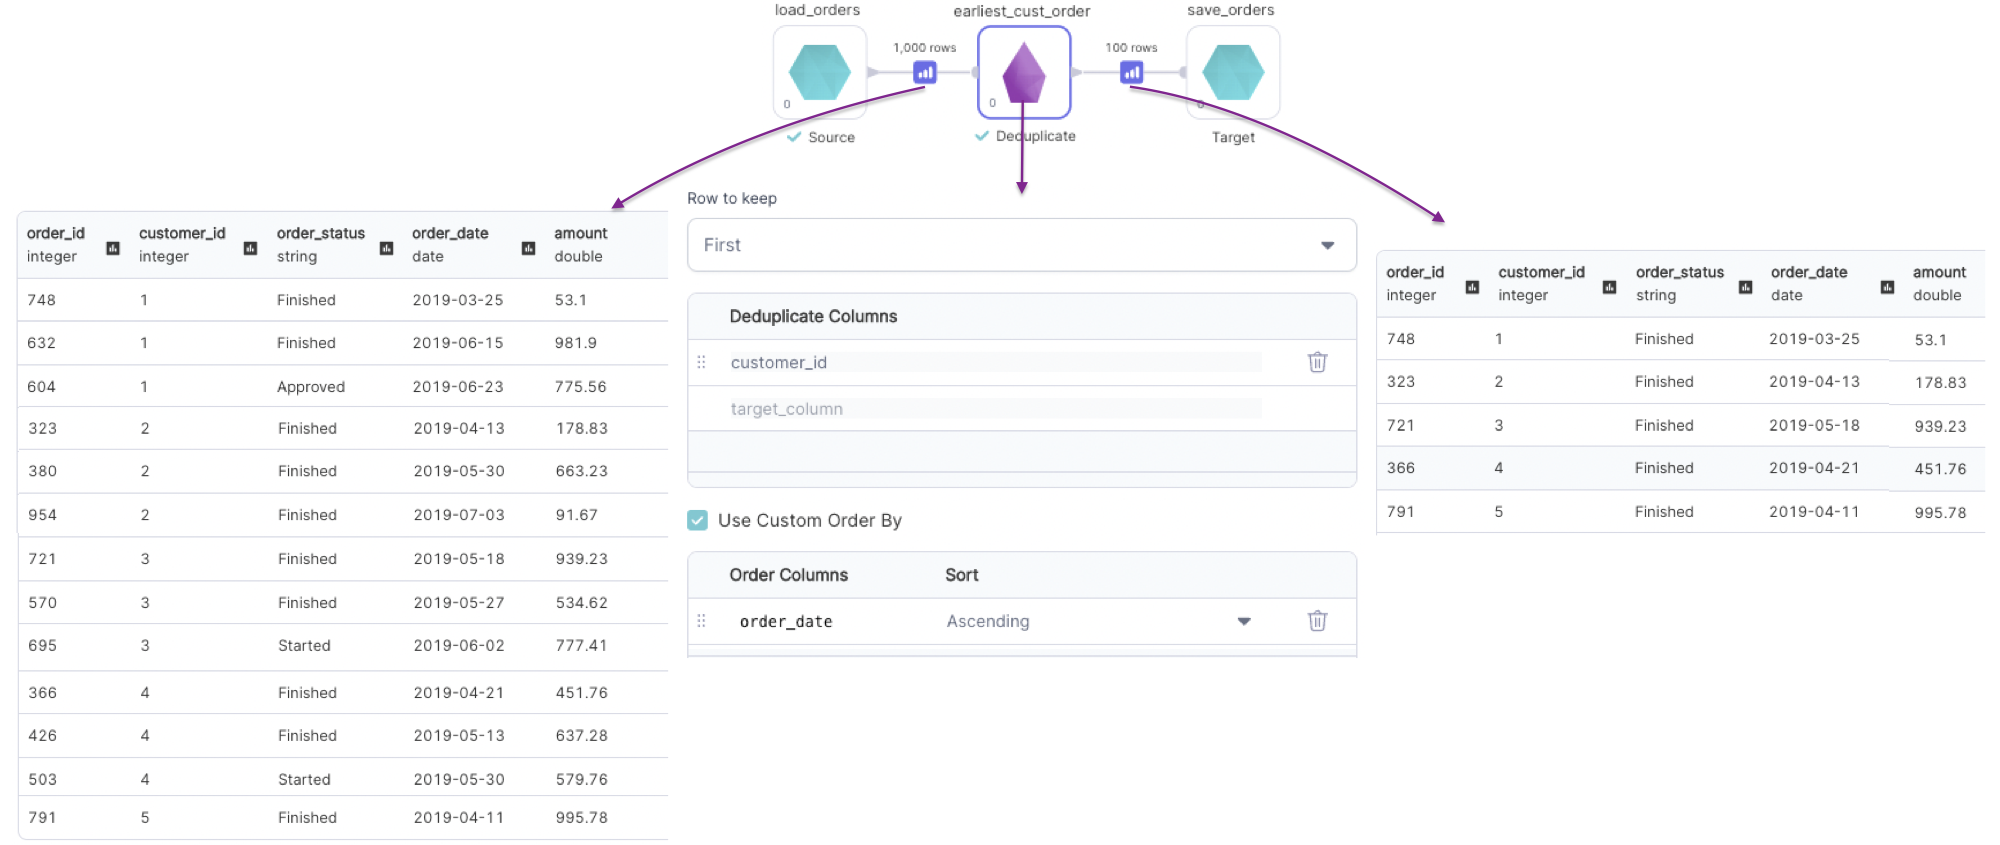 load_orders earliest_cust_order save_orders
1,000 rows 100 rows
0 0 0
Source Deduplicate Target
order_id customer_id order_status order_date amount
integer integer string date double
748 1 Finished 2019-03-25 53.1
632 1 Finished 2019-06-15 981.9
604 1 Approved 2019-06-23 775.56
323 2 Finished 2019-04-13 178.83
380 2 Finished 2019-05-30 663.23
954 2 Finished 2019-07-03 91.67
721 3 Finished 2019-05-18 939.23
570 3 Finished 2019-05-27 534.62
695 3 Started 2019-06-02 777.41
366 4 Finished 2019-04-21 451.76
426 4 Finished 2019-05-13 637.28
503 4 Started 2019-05-30 579.76
791 5 Finished 2019-04-11 995.78
Row to keep
First
Deduplicate Columns
customer_id
target_column
Use Custom Order By
Order Columns Sort
order_date Ascending
order_id customer_id order_status order_date amount
integer integer string date double
748 1 Finished 2019-03-25 53.1
323 2 Finished 2019-04-13 178.83
721 3 Finished 2019-05-18 939.23
366 4 Finished 2019-04-21 451.76
791 5 Finished 2019-04-11 995.78